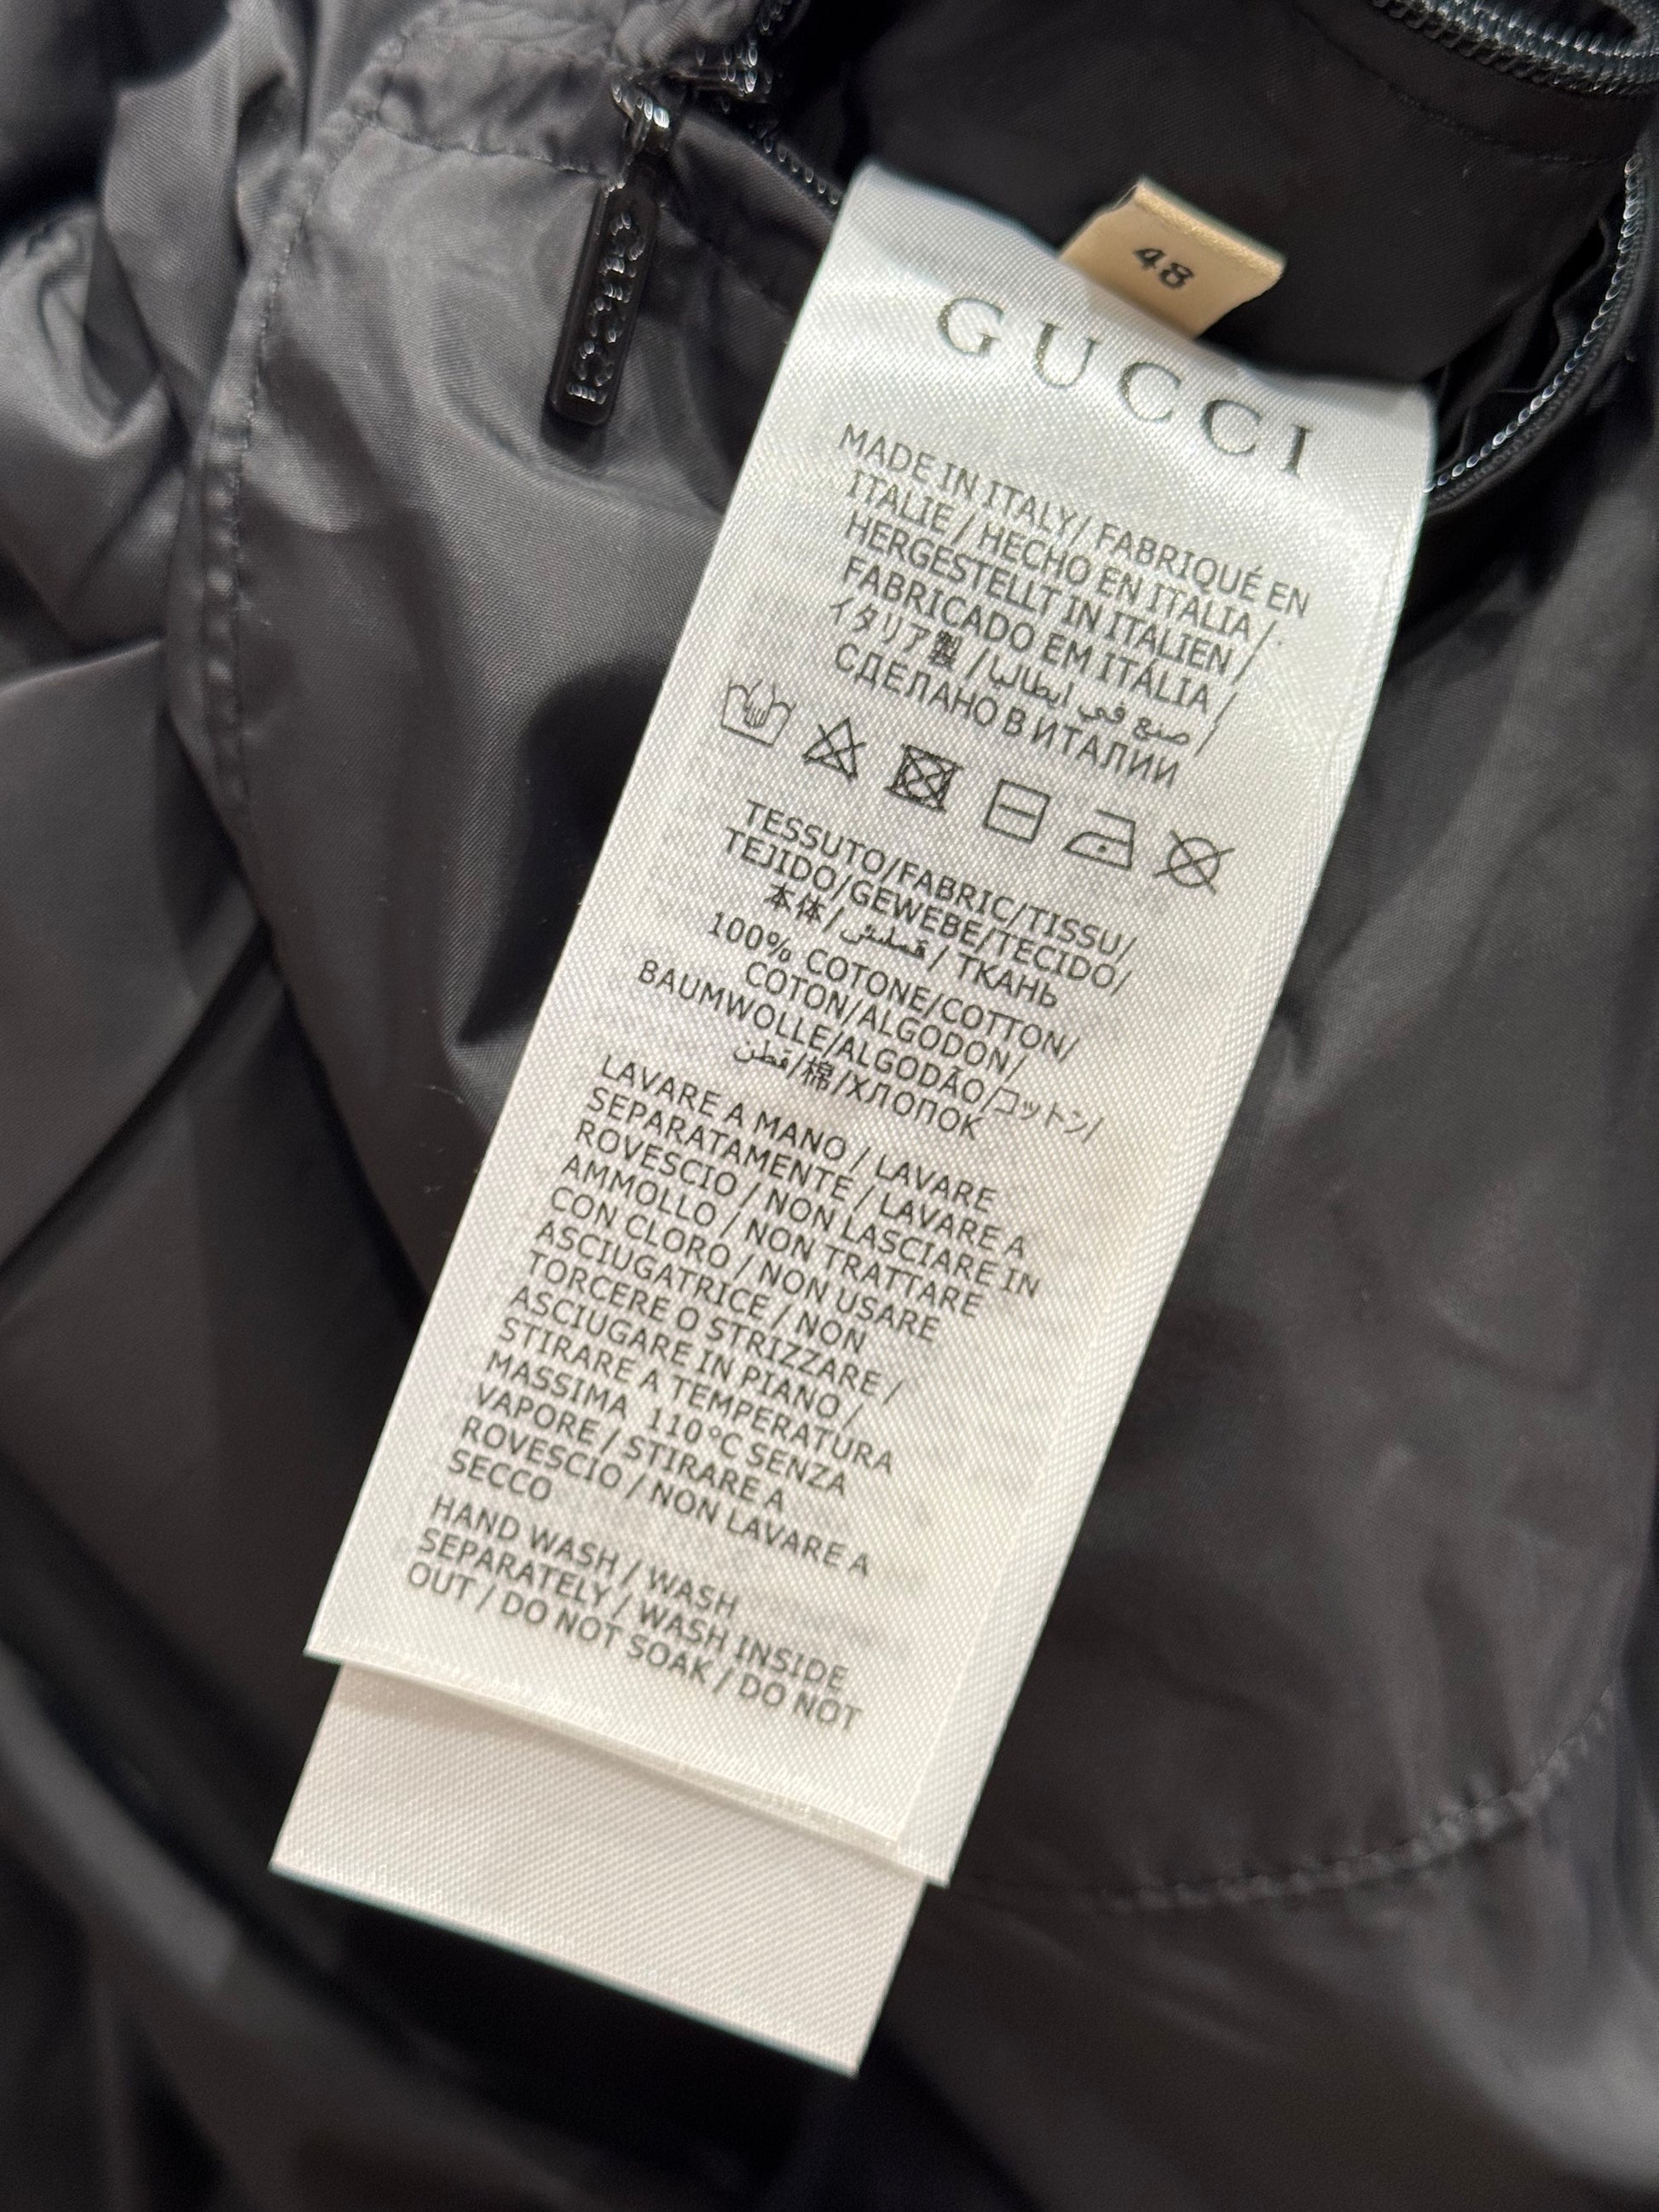 48
Gucci
GUCCI
MADE IN ITALY/ FABRIQUÉ EN
ITALIE / HECHO EN ITALIA /
HERGESTELLT IN ITALIEN /
FABRICADO EM ITÁLIA /
イタリア製 / صنع في إيطاليا /
СДЕЛАНО В ИТАЛИИ
TESSUTO/FABRIC/TISSU/
TEJIDO/GEWEBE/TECIDO/
本体/ قماش / ТКАНЬ
100% COTONE/COTTON/
COTON/ALGODON/
BAUMWOLLE/ALGODÃO/コットン/
قطن/棉/ХЛОПОК
LAVARE A MANO / LAVARE
SEPARATAMENTE / LAVARE A
ROVESCIO / NON LASCIARE IN
AMMOLLO / NON TRATTARE
CON CLORO / NON USARE
ASCIUGATRICE / NON
TORCERE O STRIZZARE /
ASCIUGARE IN PIANO /
STIRARE A TEMPERATURA
MASSIMA 110°C SENZA
VAPORE / STIRARE A
ROVESCIO / NON LAVARE A
SECCO
HAND WASH / WASH
SEPARATELY / WASH INSIDE
OUT / DO NOT SOAK / DO NOT